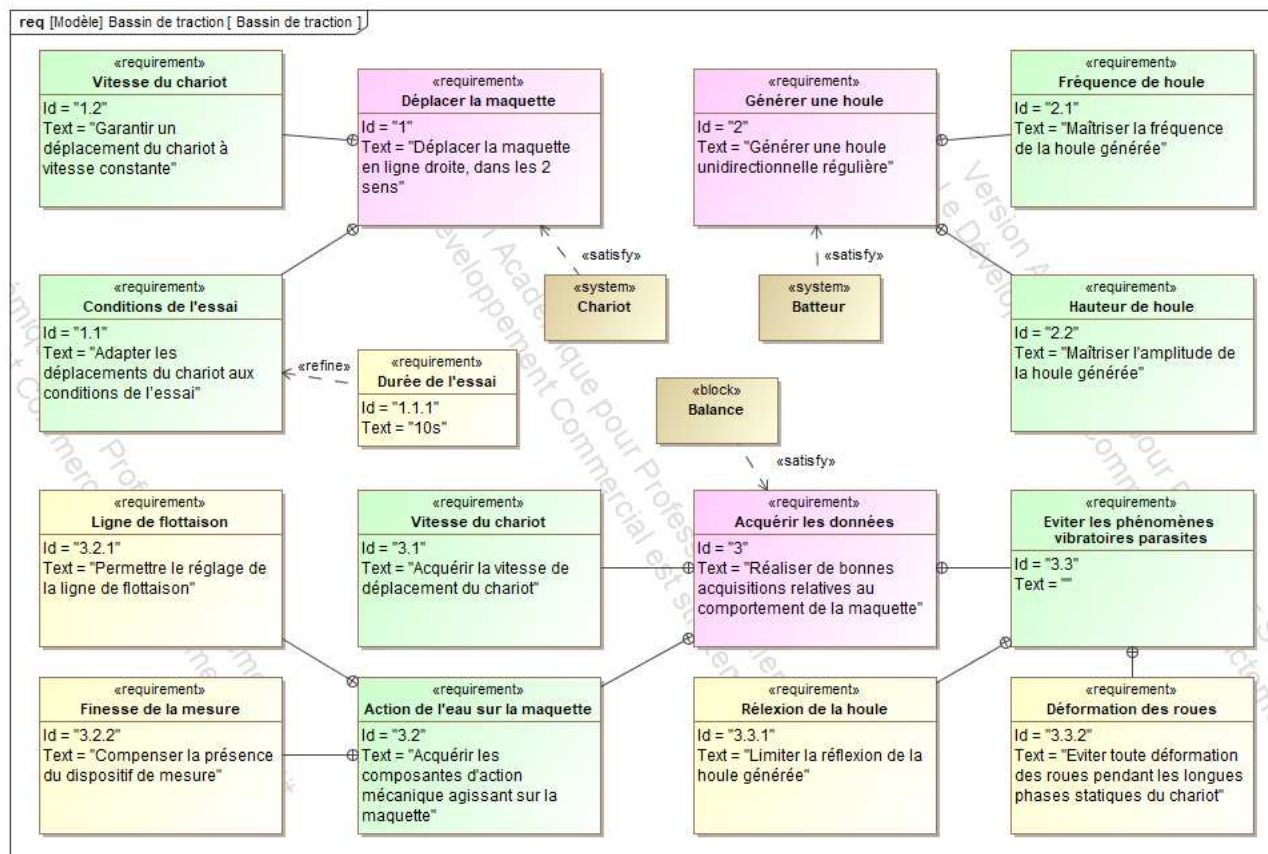 req [Modèle] Bassin de traction [ Bassin de traction ]
«requirement»
Vitesse du chariot
Id = "1.2"
Text = "Garantir un
déplacement du chariot à
vitesse constante"
«requirement»
Déplacer la maquette
Id = "1"
Text = "Déplacer la maquette
en ligne droite, dans les 2
sens"
«requirement»
Générer une houle
Id = "2"
Text = "Générer une houle
unidirectionnelle régulière"
«requirement»
Fréquence de houle
Id = "2.1"
Text = "Maîtriser la fréquence
de la houle générée"
«satisfy»
«satisfy»
«requirement»
Conditions de l'essai
Id = "1.1"
Text = "Adapter les
déplacements du chariot aux
conditions de l'essai"
«system»
Chariot
«system»
Batteur
«requirement»
Hauteur de houle
Id = "2.2"
Text = "Maîtriser l'amplitude de
la houle générée"
«refine»
«requirement»
Durée de l'essai
Id = "1.1.1"
Text = "10s"
«block»
Balance
«satisfy»
«requirement»
Ligne de flottaison
Id = "3.2.1"
Text = "Permettre le réglage de
la ligne de flottaison"
«requirement»
Vitesse du chariot
Id = "3.1"
Text = "Acquérir la vitesse de
déplacement du chariot"
«requirement»
Acquérir les données
Id = "3"
Text = "Réaliser de bonnes
acquisitions relatives au
comportement de la maquette"
«requirement»
Eviter les phénomènes
vibratoires parasites
Id = "3.3"
Text = ""
«requirement»
Finesse de la mesure
Id = "3.2.2"
Text = "Compenser la présence
du dispositif de mesure"
«requirement»
Action de l'eau sur la maquette
Id = "3.2"
Text = "Acquérir les
composantes d'action
mécanique agissant sur la
maquette"
«requirement»
Rélexion de la houle
Id = "3.3.1"
Text = "Limiter la réflexion de la
houle générée"
«requirement»
Déformation des roues
Id = "3.3.2"
Text = "Eviter toute déformation
des roues pendant les longues
phases statiques du chariot"